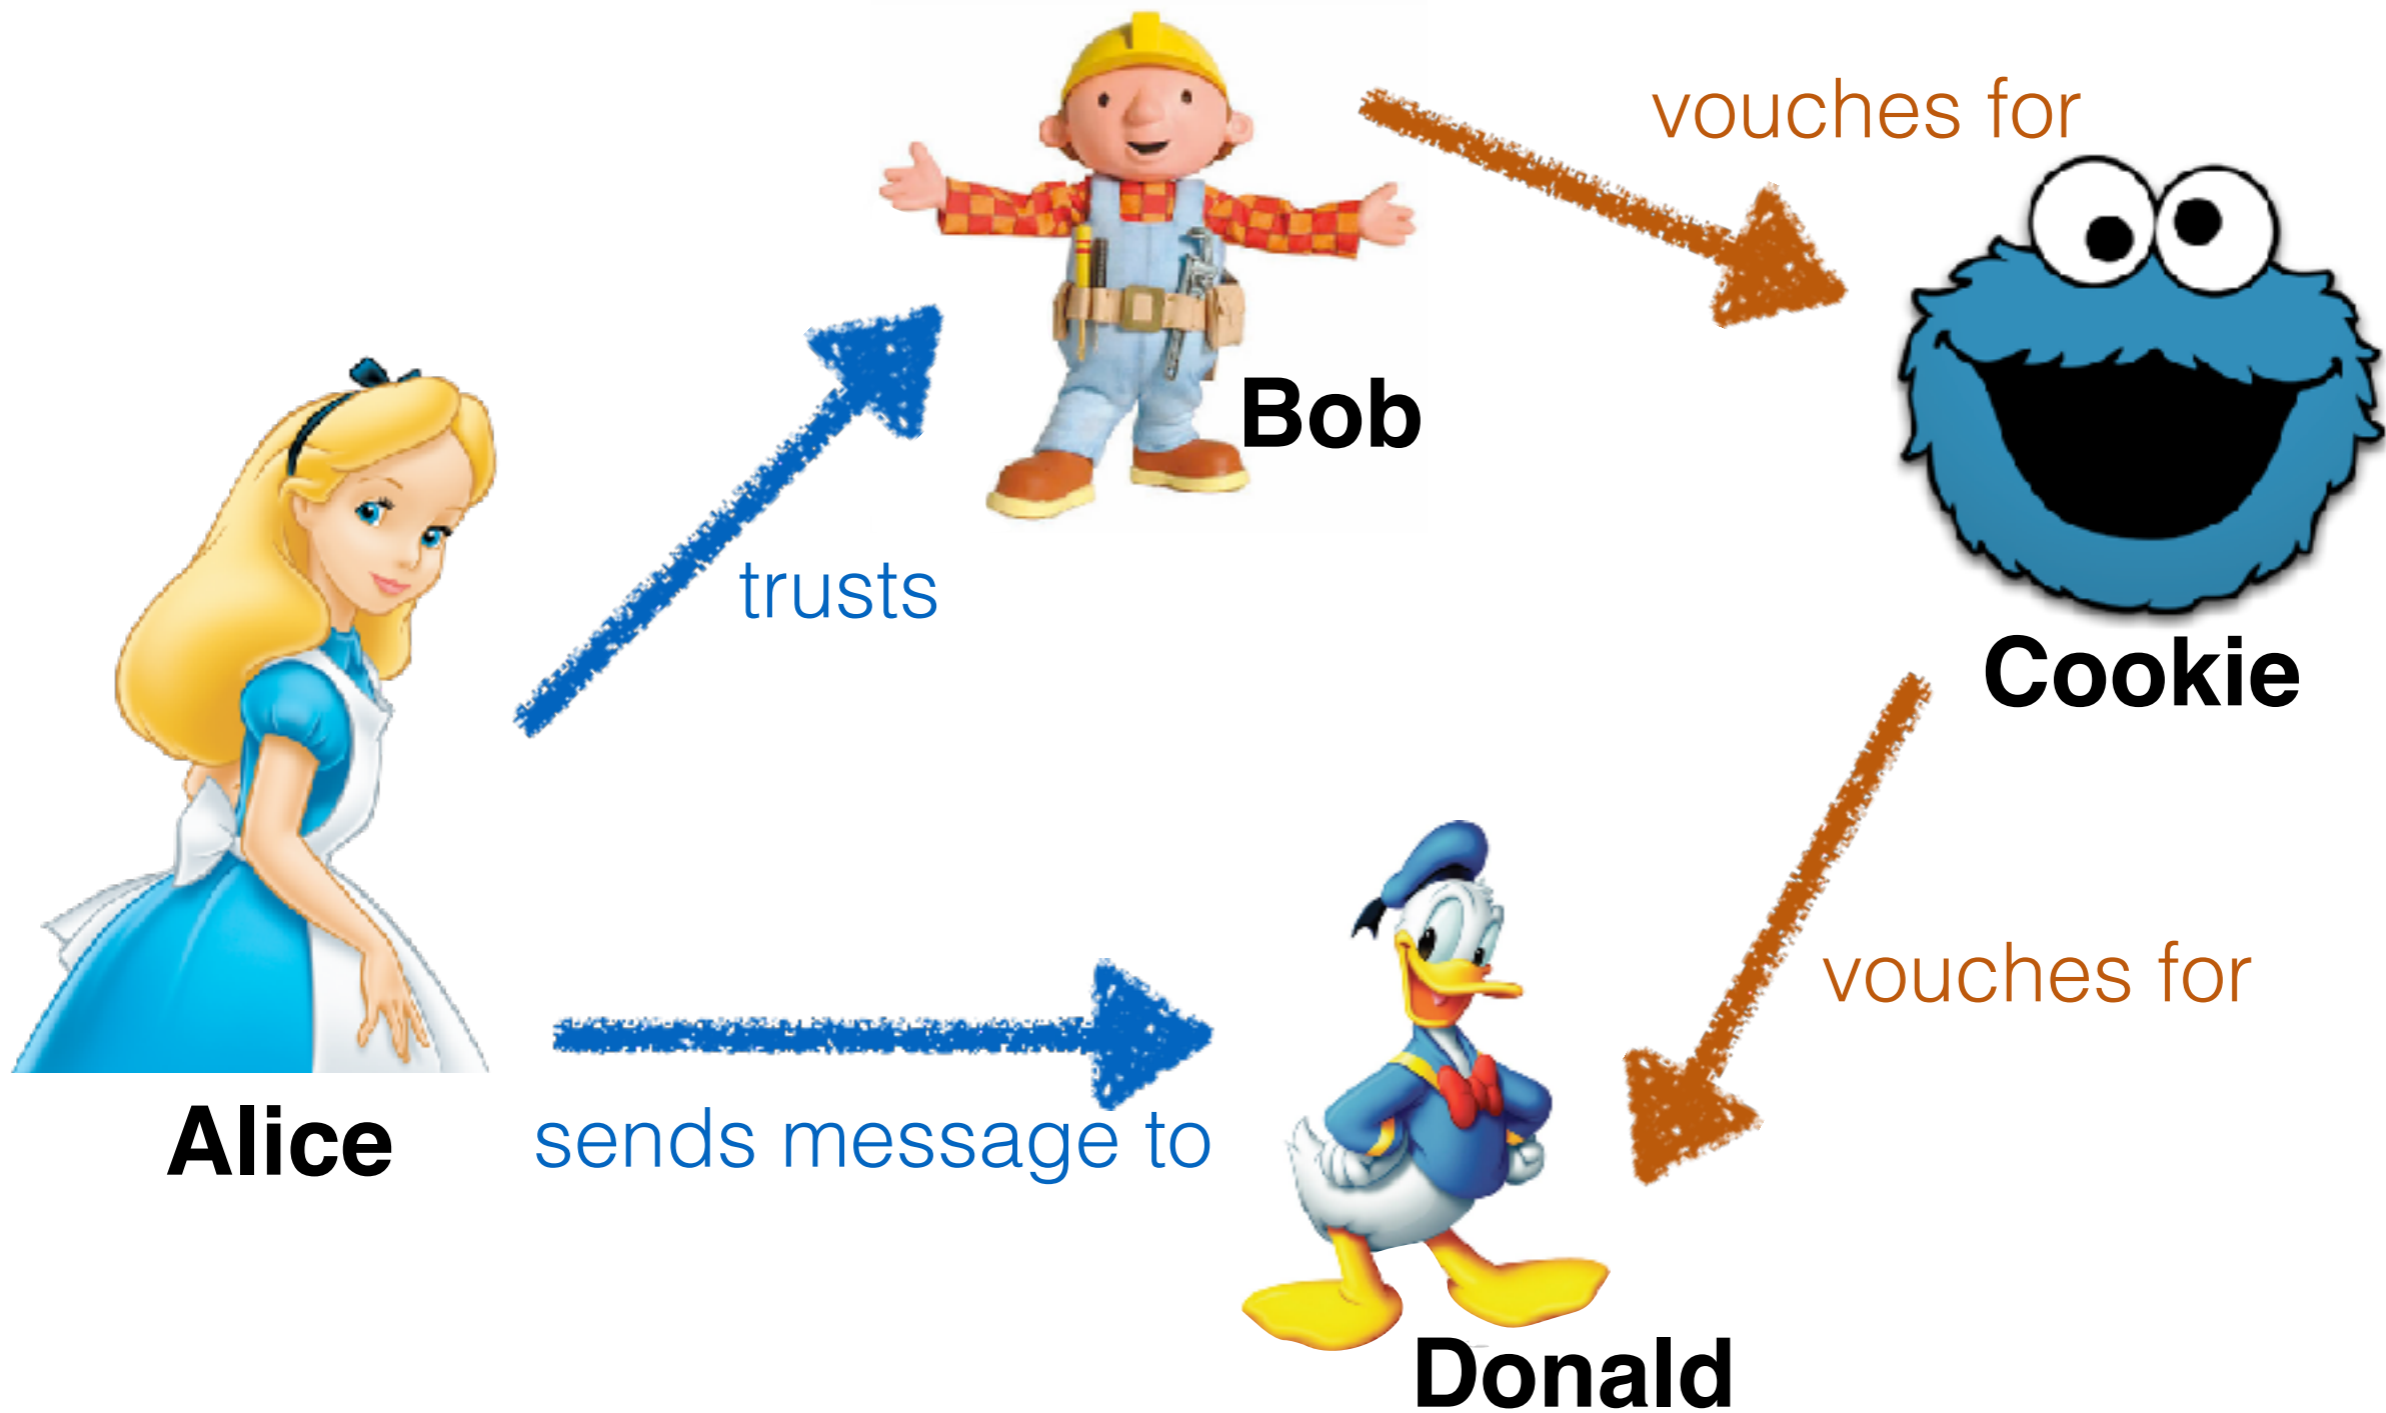 vouches for
Bob
trusts
Cookie
vouches for
sends message to
Alice
Donald